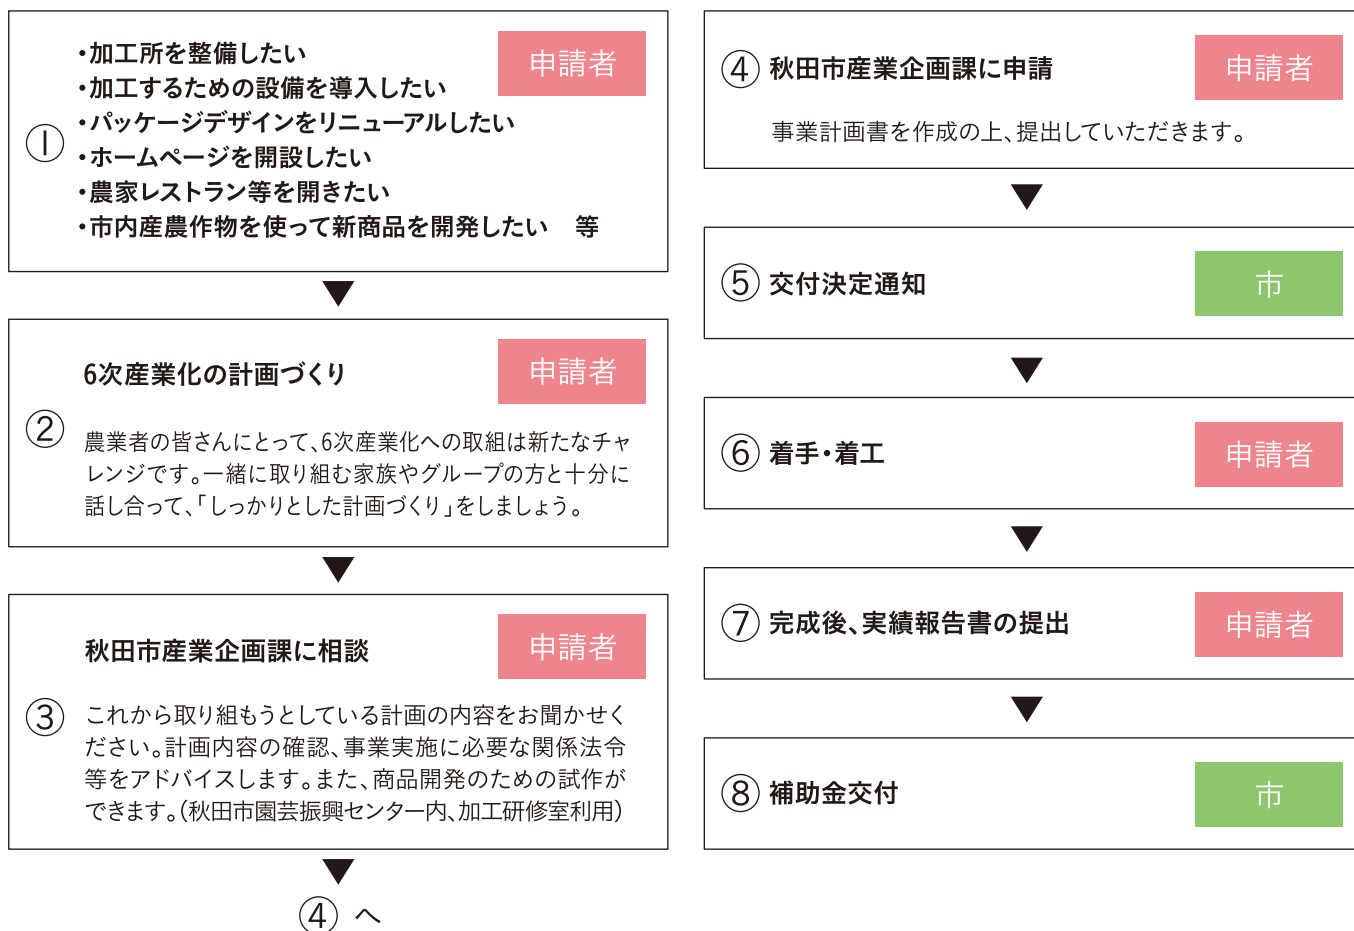 ①
・加工所を整備したい
申請者
・加工するための設備を導入したい
・パッケージデザインをリニューアルしたい
・ホームページを開設したい
・農家レストラン等を開きたい
・市内産農作物を使って新商品を開発したい　等
▼
②
6次産業化の計画づくり
申請者
農業者の皆さんにとって、6次産業化への取組は新たなチャ
レンジです。一緒に取り組む家族やグループの方と十分に
話し合って、「しっかりとした計画づくり」をしましょう。
▼
③
秋田市産業企画課に相談
申請者
これから取り組もうとしている計画の内容をお聞かせく
ださい。計画内容の確認、事業実施に必要な関係法令
等をアドバイスします。また、商品開発のための試作が
できます。(秋田市園芸振興センター内、加工研修室利用)
▼
④ へ
④ 秋田市産業企画課に申請
申請者
事業計画書を作成の上、提出していただきます。
▼
⑤ 交付決定通知
市
▼
⑥ 着手・着工
申請者
▼
⑦ 完成後、実績報告書の提出
申請者
▼
⑧ 補助金交付
市